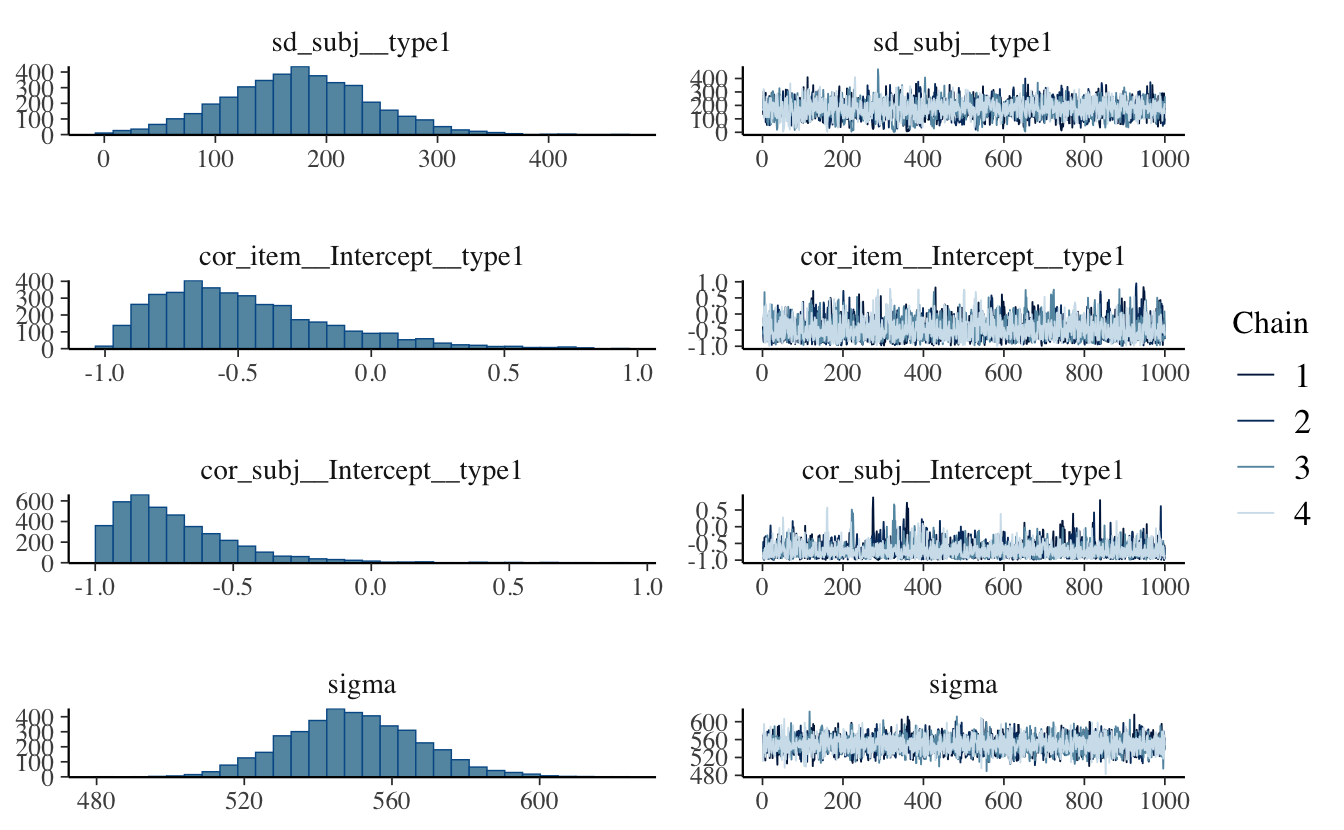 sd_subj__type1
sd_subj__type1
400
300
200
100
0
0 100 200 300 400
400
300
200
100
0
0 200 400 600 800 1000
cor_item__Intercept__type1
cor_item__Intercept__type1
400
300
200
100
0
-1.0 -0.5 0.0 0.5 1.0
1.0
0.5
0.0
-0.5
-1.0
0 200 400 600 800 1000
Chain
1
2
3
4
cor_subj__Intercept__type1
cor_subj__Intercept__type1
600
400
200
0
-1.0 -0.5 0.0 0.5 1.0
0.5
0.0
-0.5
-1.0
0 200 400 600 800 1000
sigma
sigma
400
300
200
100
0
480 520 560 600
600
560
520
480
0 200 400 600 800 1000